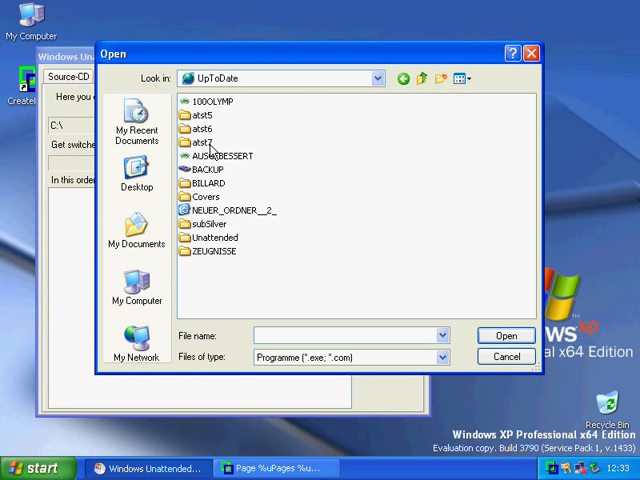 My Computer
Windows Una
Open
Look in:
UpToDate
Source-CD
Here you c
C:\
Get switche
In this order
CreateI
My Recent
Documents
Desktop
My Documents
My Computer
My Network
100OLYMP
atst5
atst6
atst7
BACKUP
BILLARD
Covers
NEUER_ORDNER__2_
subSilver
Unattended
ZEUGNISSE
File name:
Open
Files of type:
Programme (*.exe; *.com)
Cancel
WS xp
al x64 Edition
Recycle Bin
Windows XP Professional x64 Edition
Evaluation copy. Build 3790 (Service Pack 1, v.1433)
start
Windows Unattended...
Page %uPages %u...
12:33